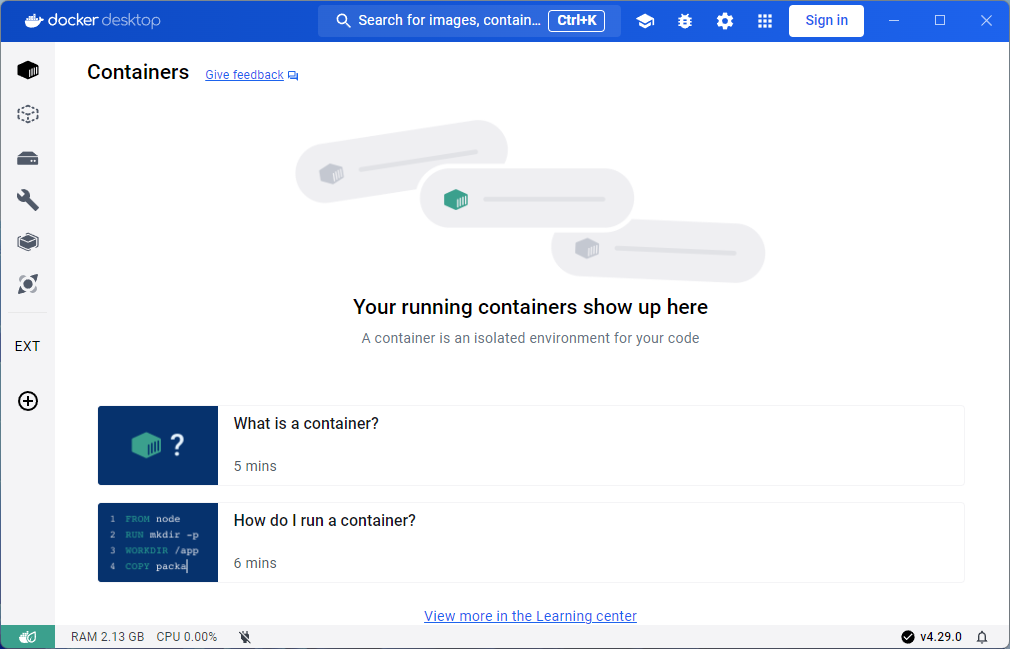 docker desktop
Search for images, contain... Ctrl+K
Sign in
Containers Give feedback
Your running containers show up here
A container is an isolated environment for your code
EXT
?
What is a container?
5 mins
1 FROM node
2 RUN mkdir -p
3 WORKDIR /app
4 COPY packa
How do I run a container?
6 mins
View more in the Learning center
RAM 2.13 GB CPU 0.00%
v4.29.0